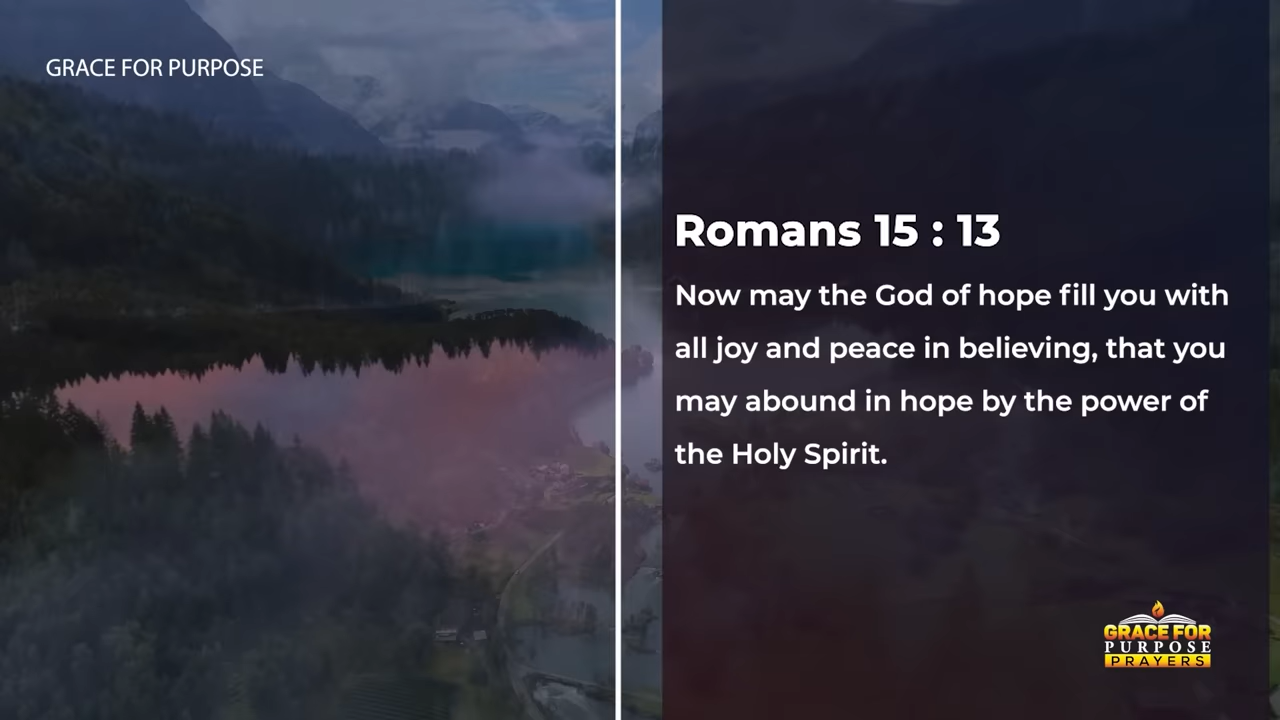 GRACE FOR PURPOSE
Romans 15 : 13
Now may the God of hope fill you with
all joy and peace in believing, that you
may abound in hope by the power of
the Holy Spirit.
GRACE FOR
PURPOSE
PRAYERS